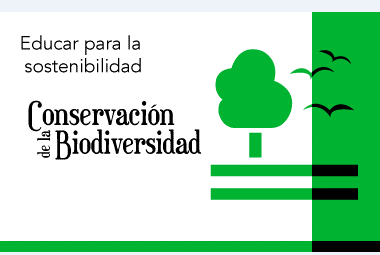 Educar para la
sostenibilidad
Conservación
de la
Biodiversidad